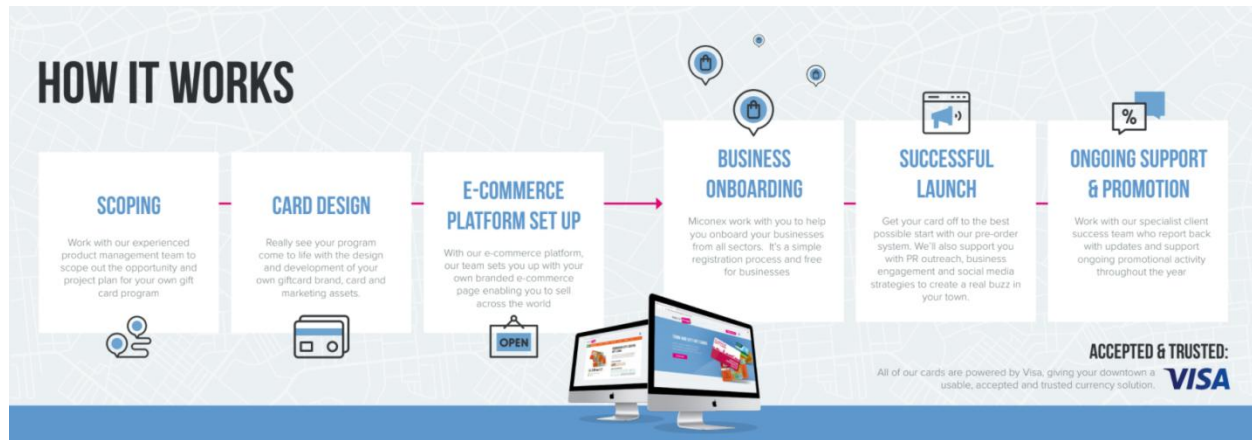 HOW IT WORKS
SCOPING
Work with our experienced
product management team to
scope out the opportunity and
project plan for your own gift
card program
CARD DESIGN
Really see your program
come to life with the design
and development of your
own giftcard brand, card and
marketing assets.
E-COMMERCE
PLATFORM SET UP
With our e-commerce platform,
our team sets you up with your
own branded e-commerce
page enabling you to sell
across the world
OPEN
BUSINESS
ONBOARDING
Miconex work with you to help
you onboard your businesses
from all sectors. It's a simple
registration process and free
for businesses
SUCCESSFUL
LAUNCH
Get your card off to the best
possible start with our pre-order
system. We'll also support you
with PR outreach, business
engagement and social media
strategies to create a real buzz in
your town.
%
ONGOING SUPPORT
& PROMOTION
Work with our specialist client
success team who report back
with updates and support
ongoing promotional activity
throughout the year
ACCEPTED & TRUSTED:
All of our cards are powered by Visa, giving your downtown a
usable, accepted and trusted currency solution.
VISA